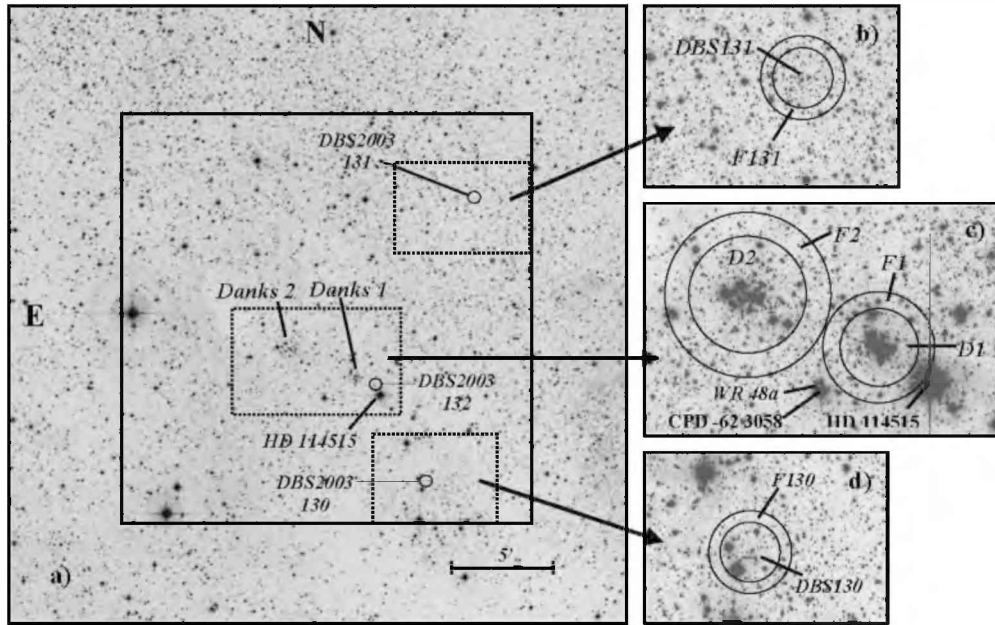 N
DBS2003
131
Danks 2
Danks 1
E
DBS2003
132
HD 114515
DBS2003
130
5'
a)
b)
DBS131
F131
c)
F2
D2
F1
D1
WR 48a
CPD -62 3058
HD 114515
d)
F130
DBS130